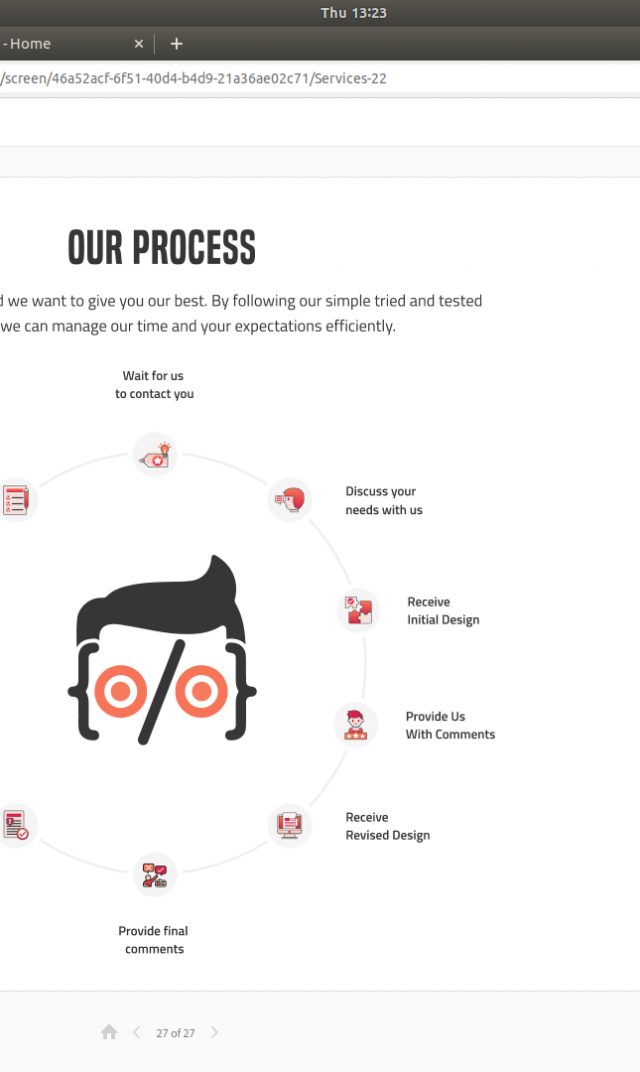 Thu 13:23
- Home
/screen/46a52acf-6f51-40d4-b4d9-21a36ae02c71/Services-22
OUR PROCESS
we want to give you our best. By following our simple tried and tested
we can manage our time and your expectations efficiently.
Wait for us
to contact you
Discuss your
needs with us
Receive
Initial Design
Provide Us
With Comments
Receive
Revised Design
Provide final
comments
27 of 27